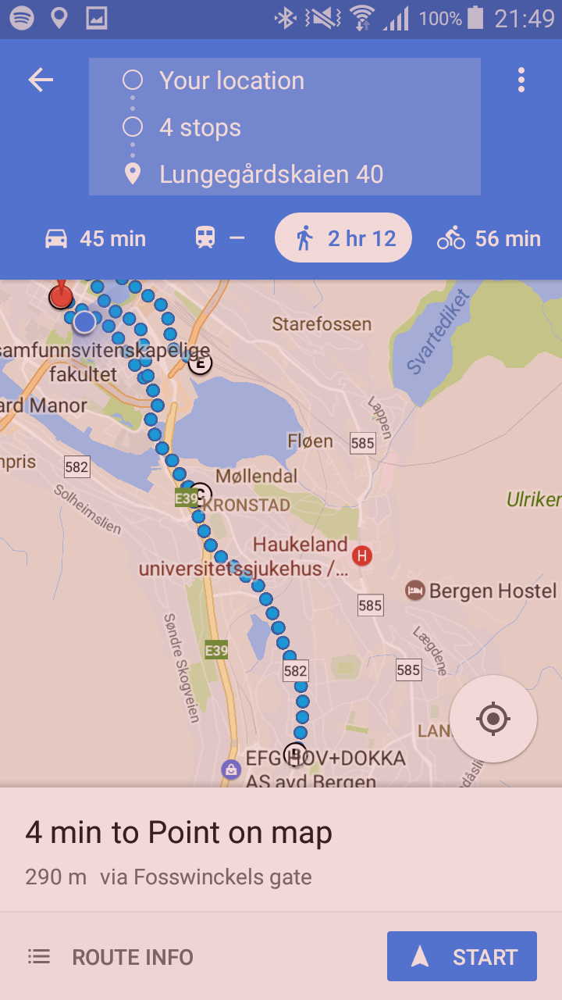 100% 21:49
Your location
4 stops
Lungegårdskaien 40
45 min — 2 hr 12 56 min
Starefossen
Svartediket
samfunnsvitenskapelige
fakultet
E
ard Manor
Lappen
Fløen
585
npris
582
Møllendal
C
E39
KRONSTAD
Solheimslien
Ulriken
Haukeland
universitetssjukehus /...
H
Bergen Hostel
585
Søndre Skogveien
E39
Lægdene
582
585
LAN
EFG HOV+DOKKA
AS avd Bergen
4 min to Point on map
290 m via Fosswinckels gate
ROUTE INFO
START